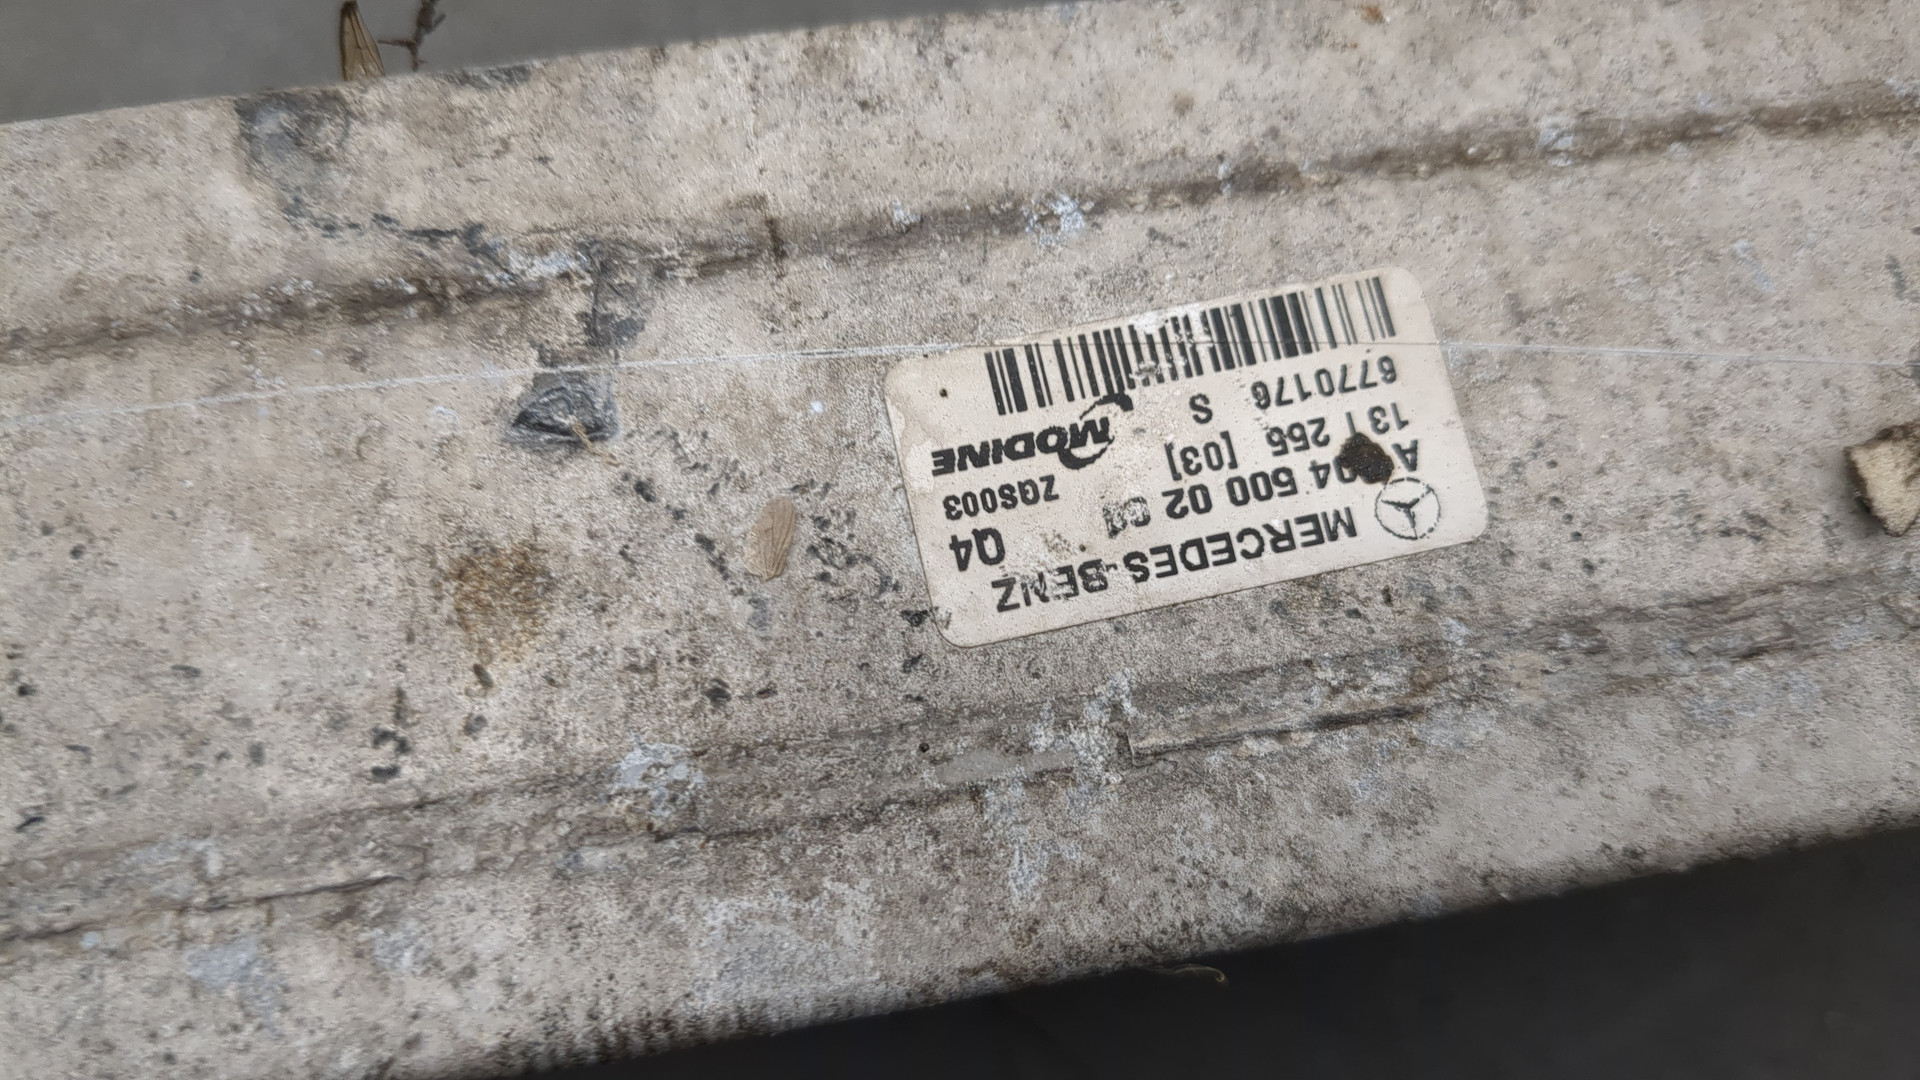 MERCEDES-BENZ
500 02 Q4
131 255 [03] ZGS003
6770176 S MODINE